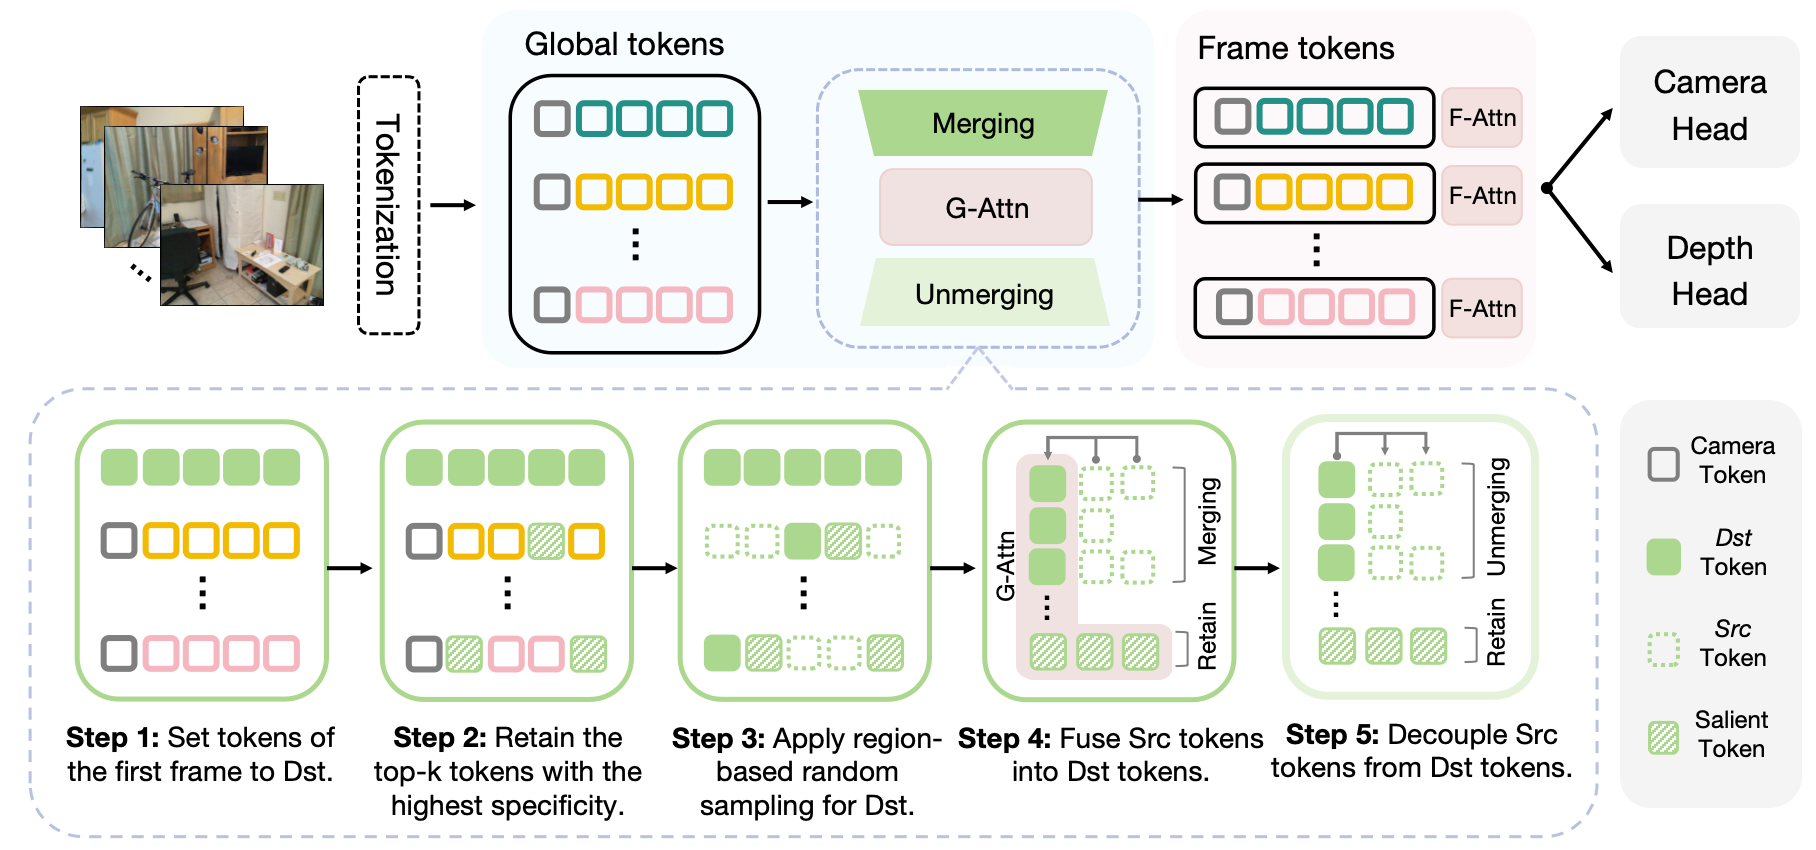 Global tokens
Frame tokens
Tokenization
Merging
G-Attn
Unmerging
F-Attn
F-Attn
F-Attn
Camera
Head
Depth
Head
G-Attn
Merging
Retain
Unmerging
Retain
Step 1: Set tokens of
the first frame to Dst.
Step 2: Retain the
top-k tokens with the
highest specificity.
Step 3: Apply region-
based random
sampling for Dst.
Step 4: Fuse Src tokens
into Dst tokens.
Step 5: Decouple Src
tokens from Dst tokens.
Camera
Token
Dst
Token
Src
Token
Salient
Token